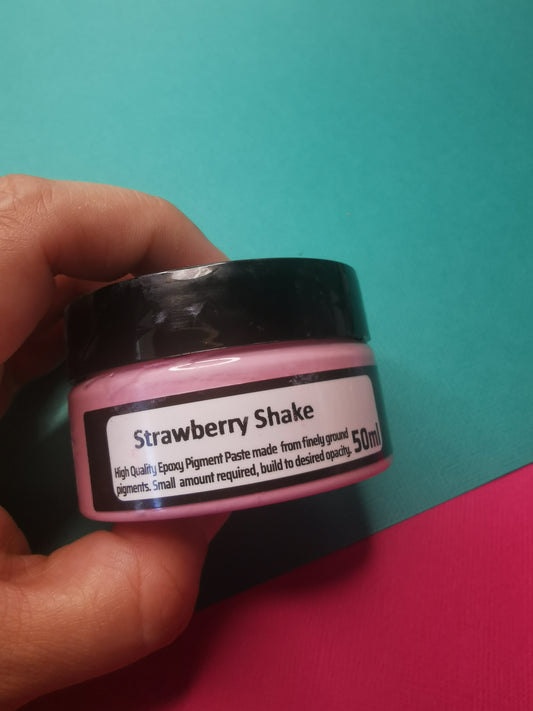 Strawberry Shake
High Quality Epoxy Pigment Paste made from finely ground
pigments. Small amount required, build to desired opacity.
50ml